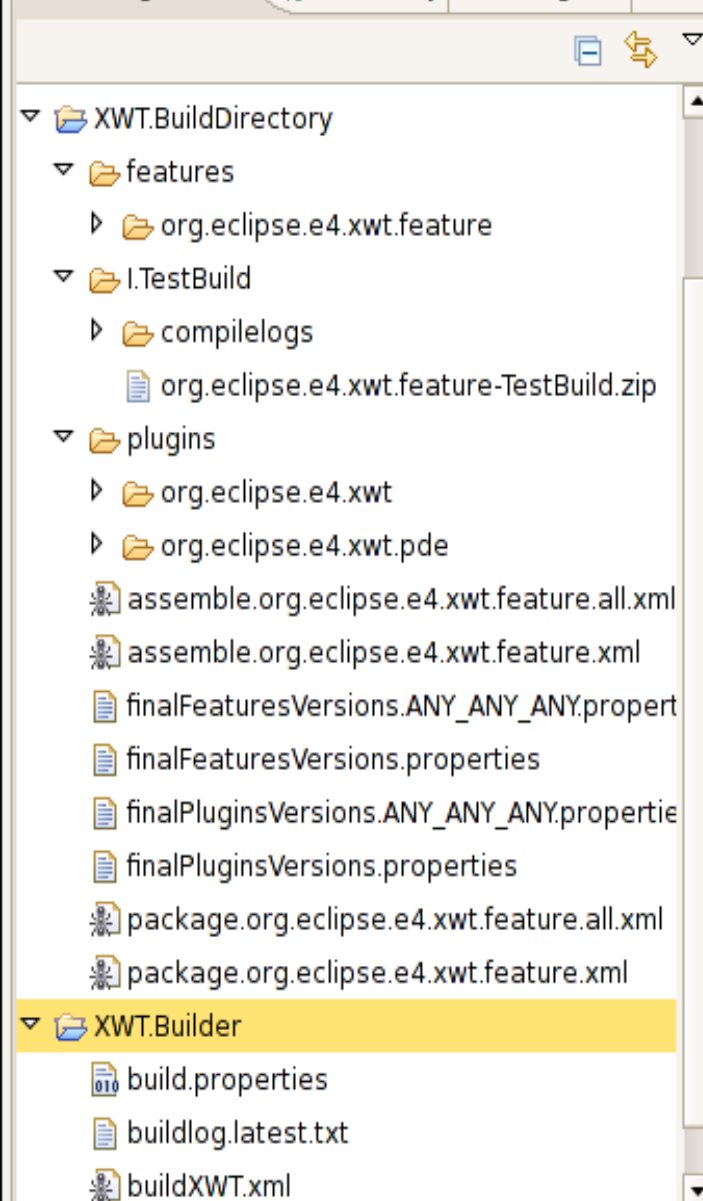 XWT.BuildDirectory
features
org.eclipse.e4.xwt.feature
I.TestBuild
compilelogs
org.eclipse.e4.xwt.feature-TestBuild.zip
plugins
org.eclipse.e4.xwt
org.eclipse.e4.xwt.pde
assemble.org.eclipse.e4.xwt.feature.all.xml
assemble.org.eclipse.e4.xwt.feature.xml
finalFeaturesVersions.ANY_ANY_ANY.propert
finalFeaturesVersions.properties
finalPluginsVersions.ANY_ANY_ANY.propertie
finalPluginsVersions.properties
package.org.eclipse.e4.xwt.feature.all.xml
package.org.eclipse.e4.xwt.feature.xml
XWT.Builder
build.properties
buildlog.latest.txt
buildXWT.xml